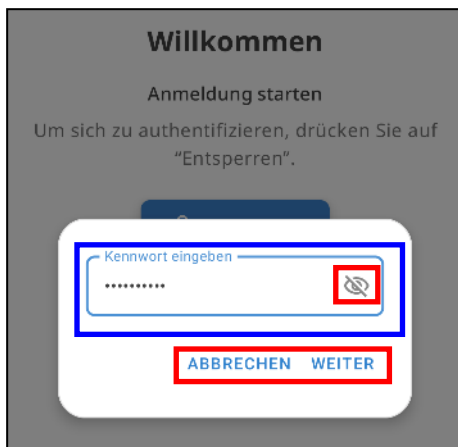 Willkommen
Anmeldung starten
Um sich zu authentifizieren, drücken Sie auf
“Entsperren”.
Kennwort eingeben
••••••••••
ABBRECHEN WEITER